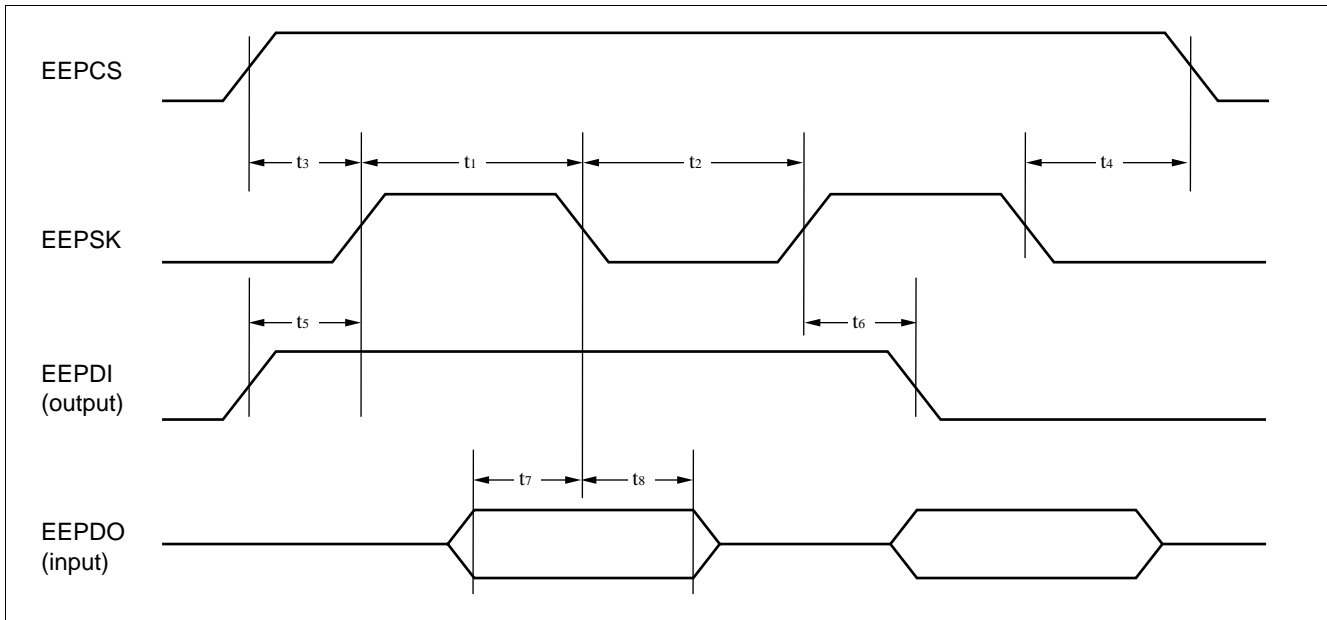 EEPCS
t3
t1
t2
t4
EEPSK
t5
t6
EEPDI
(output)
t7
t8
EEPDO
(input)